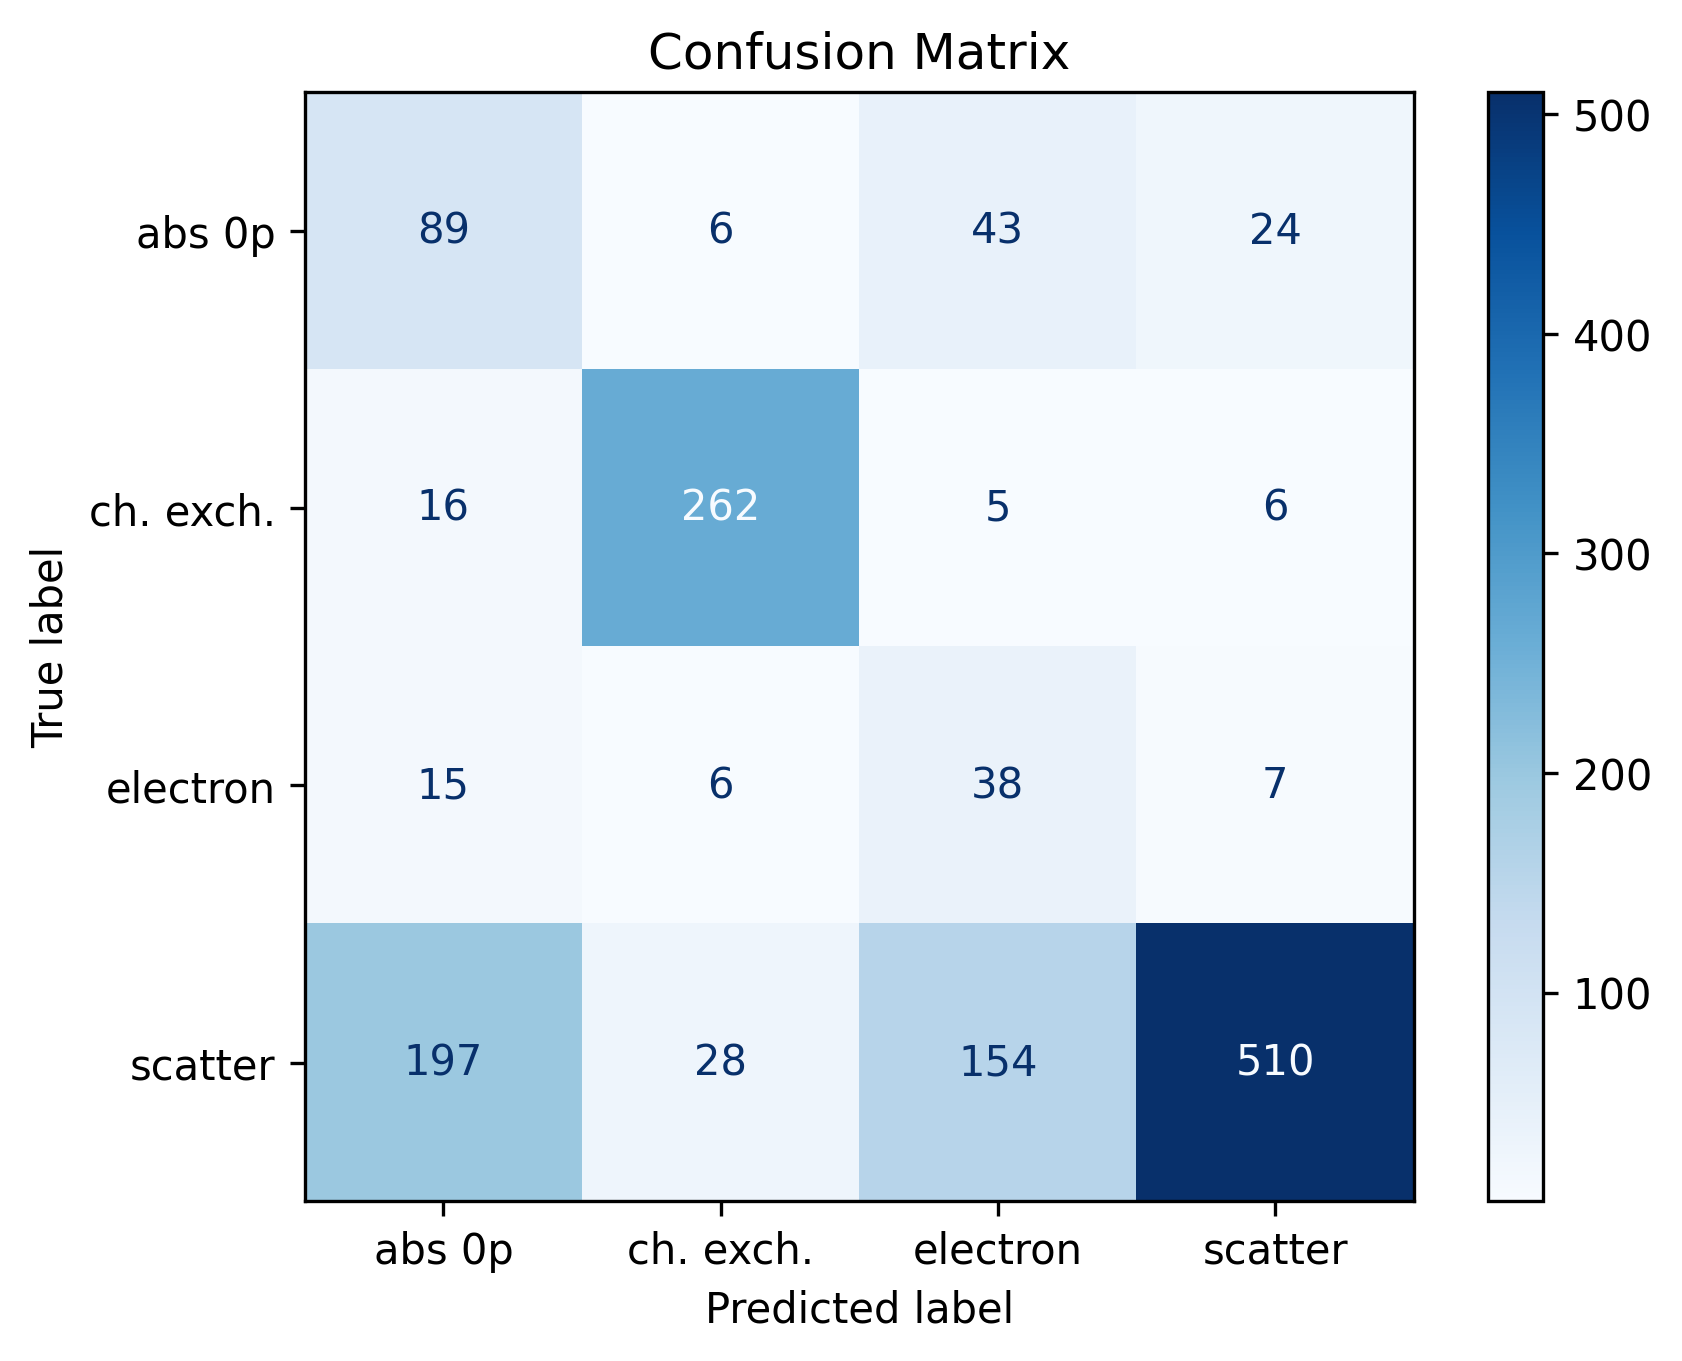 Confusion Matrix
True label
abs 0p
89 6 43 24
ch. exch.
16 262 5 6
electron
15 6 38 7
scatter
197 28 154 510
abs 0p ch. exch. electron scatter
Predicted label
500
400
300
200
100